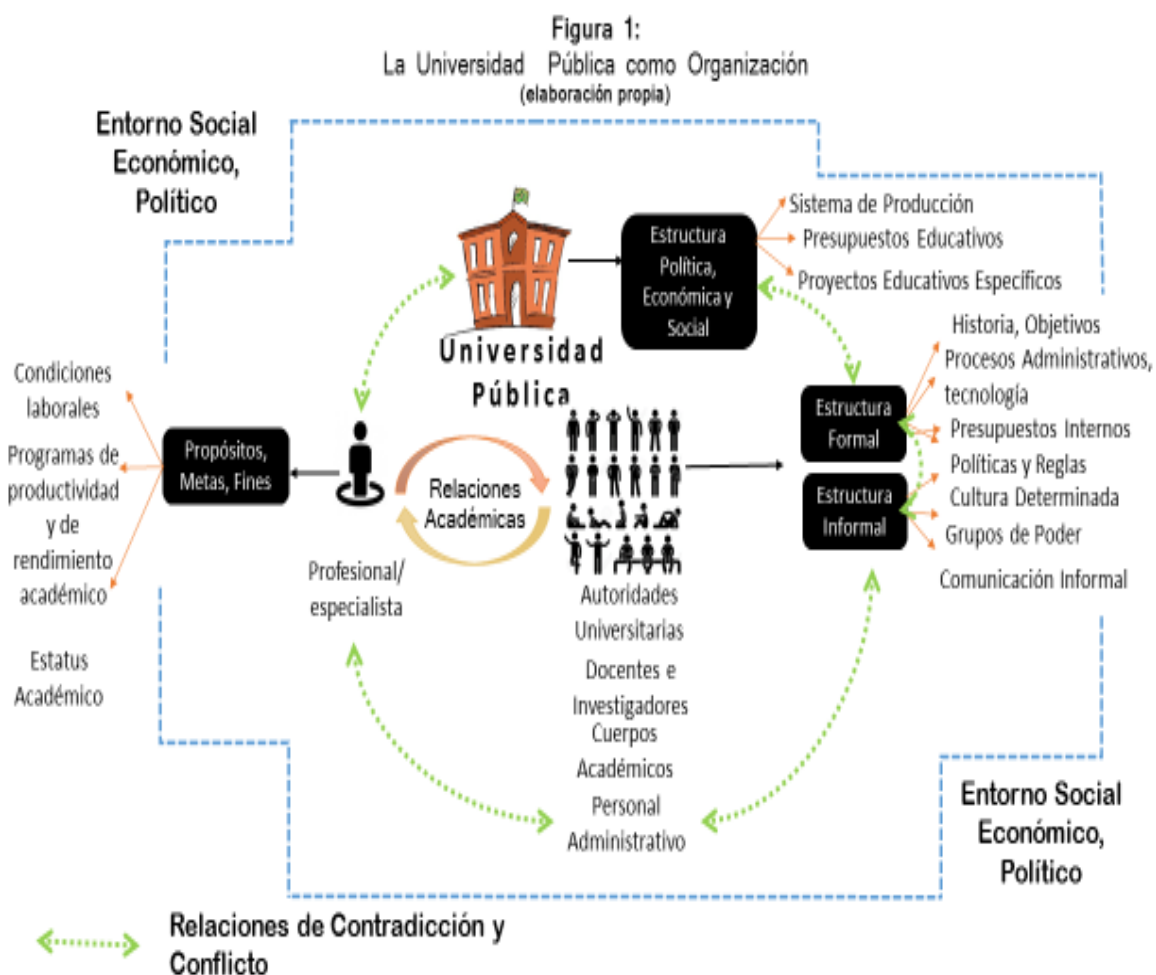 Figura 1:
La Universidad Pública como Organización
(elaboración propia)
Entorno Social
Económico,
Político
Universidad
Pública
Estructura
Política,
Económica y
Social
Sistema de Producción
Presupuestos Educativos
Proyectos Educativos Específicos
Condiciones
laborales
Programas de
productividad
y de
rendimiento
académico
Estatus
Académico
Propósitos,
Metas, Fines
Profesional/
especialista
Relaciones
Académicas
Autoridades
Universitarias
Docentes e
Investigadores
Cuerpos
Académicos
Personal
Administrativo
Estructura
Formal
Estructura
Informal
Historia, Objetivos
Procesos Administrativos,
tecnología
Presupuestos Internos
Políticas y Reglas
Cultura Determinada
Grupos de Poder
Comunicación Informal
Entorno Social
Económico,
Político
Relaciones de Contradicción y
Conflicto